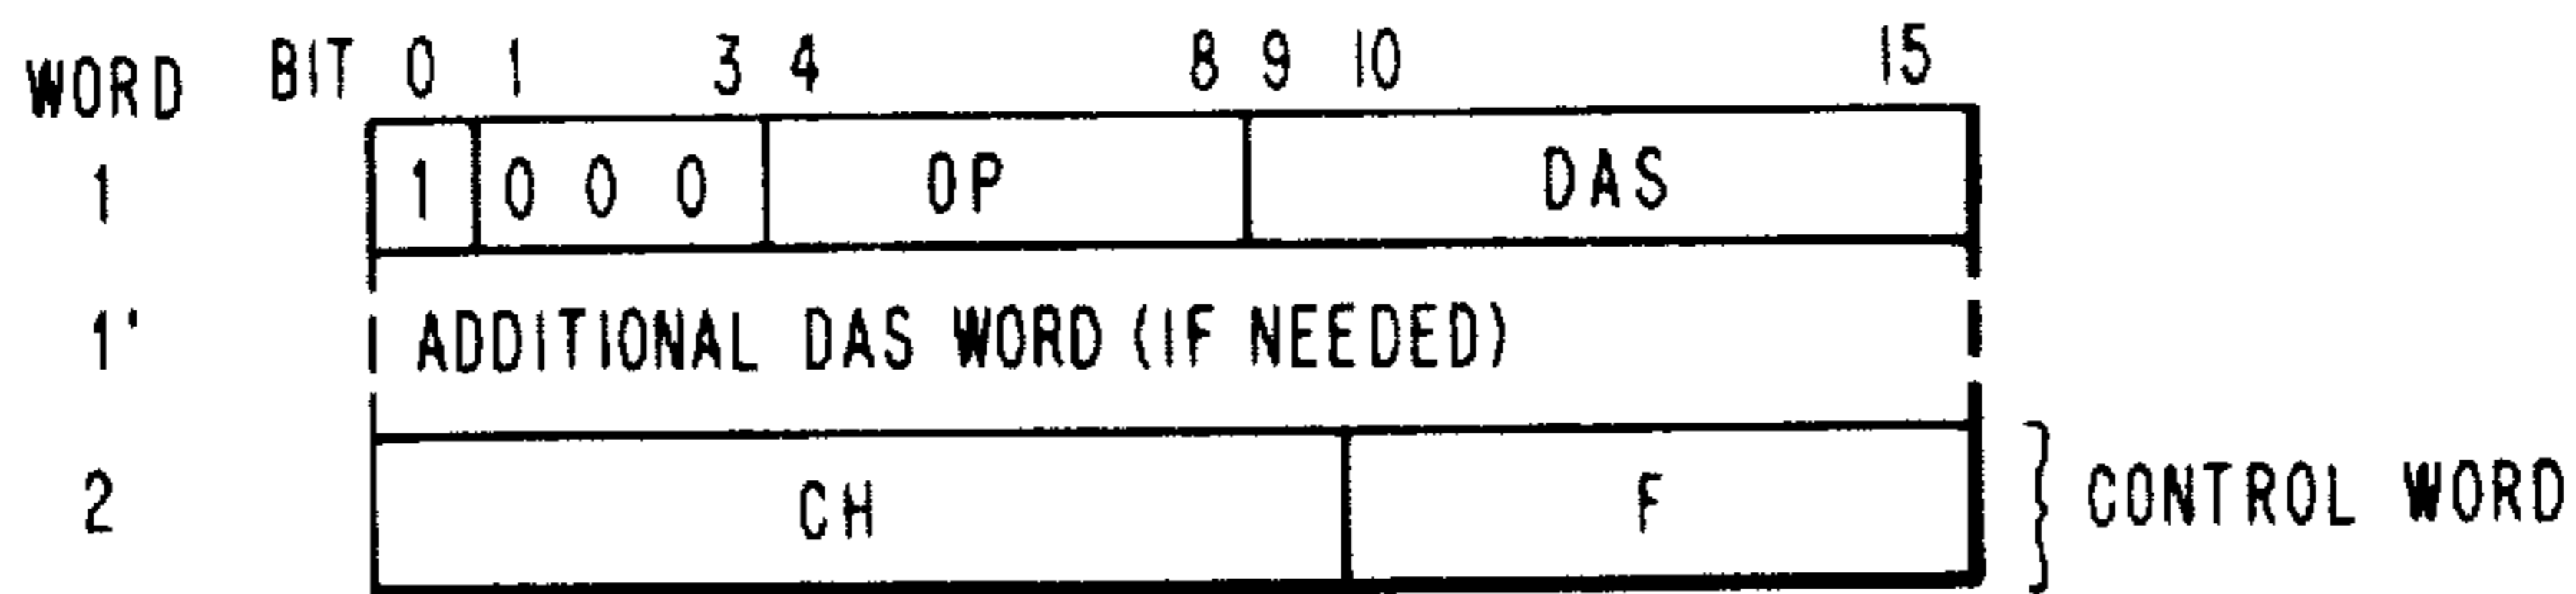 WORD BIT 0 1 3 4 8 9 10 15
1 1 0 0 0 OP DAS
1' ADDITIONAL DAS WORD (IF NEEDED)
2 CH F } CONTROL WORD